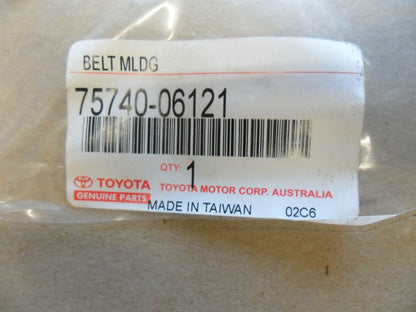 BELT MLDG
75740-06121
QTY: 1
TOYOTA
GENUINE PARTS
TOYOTA MOTOR CORP. AUSTRALIA
MADE IN TAIWAN 02C6